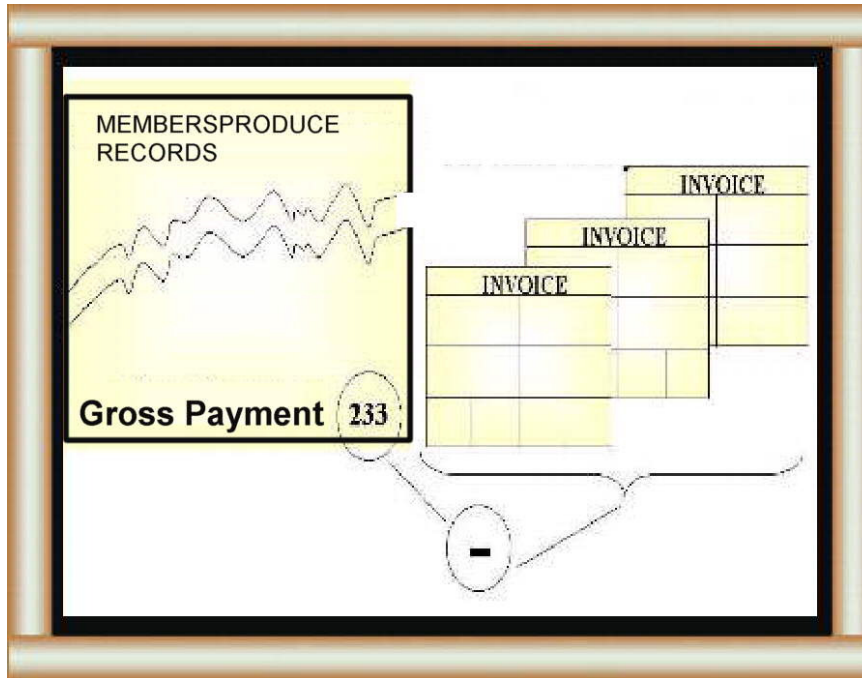 MEMBERSPRODUCE
RECORDS
INVOICE
INVOICE
INVOICE
Gross Payment 233
-